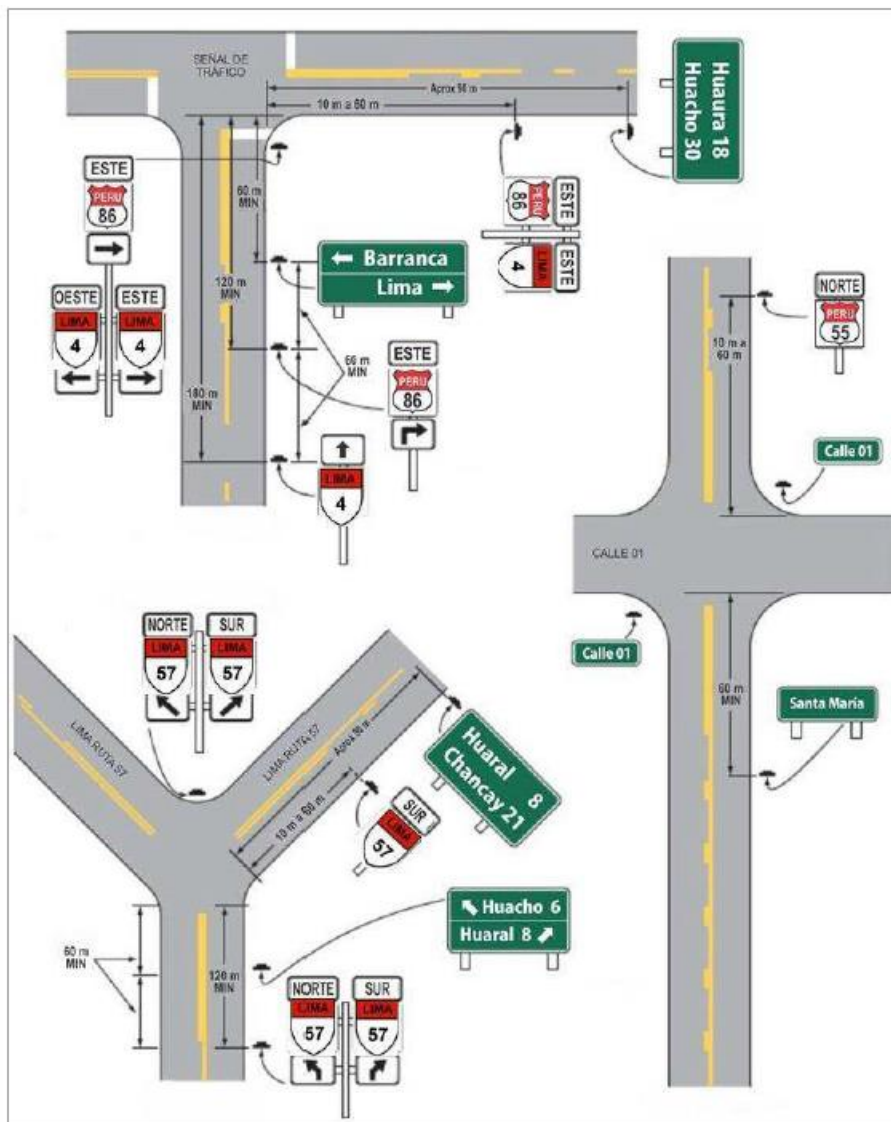 SEÑAL DE
TRÁFICO
Aprox 90 m
10 m a 60 m
Huaura 18
Huacho 30
ESTE
PERU
86
OESTE
ESTE
LIMA
4
LIMA
4
60 m
MIN
120 m
MIN
180 m
MIN
Barranca
Lima
66 m
MIN
ESTE
PERU
86
LIMA
4
ESTE
PERU
86
ESTE
LIMA
4
NORTE
PERU
55
10 m a
60 m
Calle 01
CALLE 01
Calle 01
60 m
MIN
Santa María
NORTE
SUR
LIMA
57
LIMA
57
LIMA RUTA 57
LIMA RUTA 57
Aprox 90 m
10 m a 60 m
Huaral 8
Chancay 21
SUR
LIMA
57
Huacho 6
Huaral 8
60 m
MIN
120 m
MIN
NORTE
SUR
LIMA
57
LIMA
57